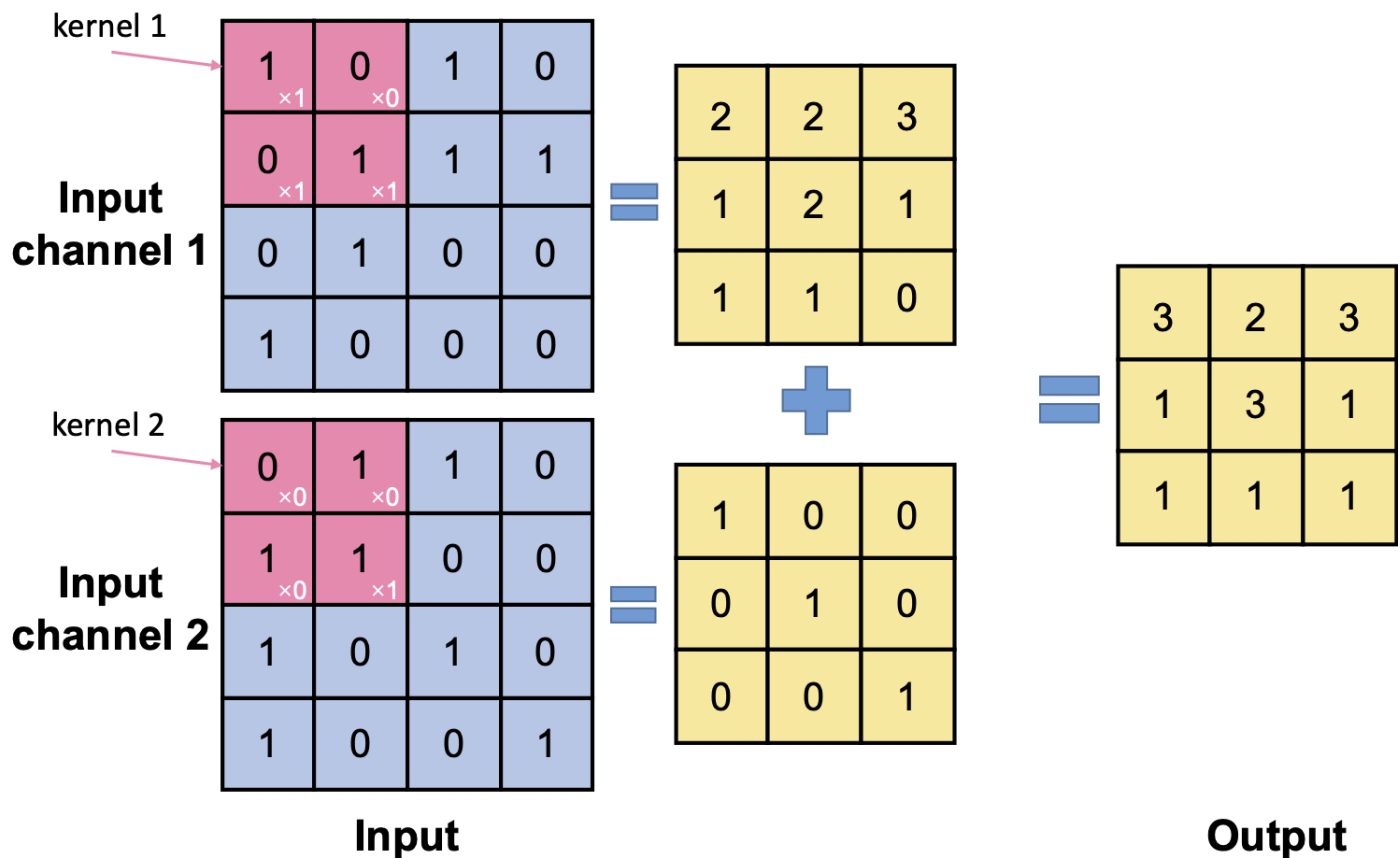 kernel 1
1 ×1 0 ×0 1 0
0 ×1 1 ×1 1 1
0 1 0 0
1 0 0 0
Input
channel 1
2 2 3
1 2 1
1 1 0
kernel 2
0 ×0 1 ×0 1 0
1 ×0 1 ×1 0 0
1 0 1 0
1 0 0 1
Input
channel 2
1 0 0
0 1 0
0 0 1
3 2 3
1 3 1
1 1 1
Input
Output